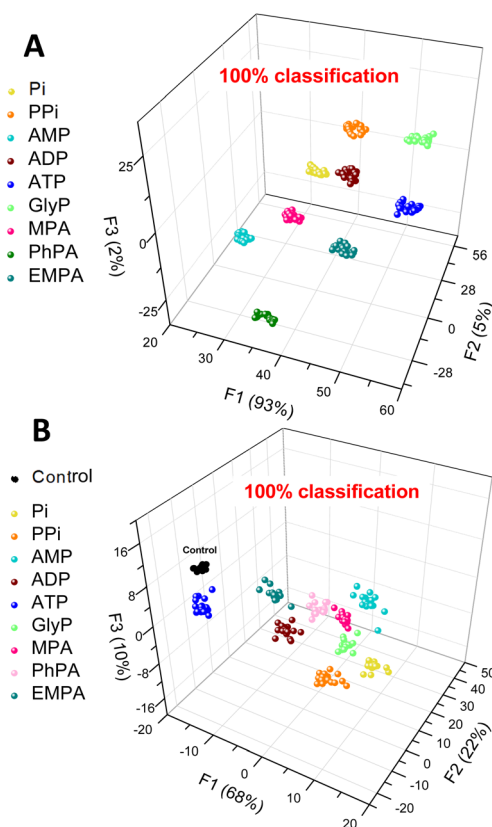 A
100% classification
Pi
PPi
AMP
ADP
ATP
GlyP
MPA
PhPA
EMPA
25
0
-25
F3 (2%)
20
30
40
50
60
F1 (93%)
56
28
0
-28
F2 (5%)
B
100% classification
Control
Pi
PPi
AMP
ADP
ATP
GlyP
MPA
PhPA
EMPA
Control
16
8
0
-8
-16
F3 (10%)
-20
-10
0
10
20
F1 (68%)
50
40
30
20
10
0
-10
-20
F2 (22%)